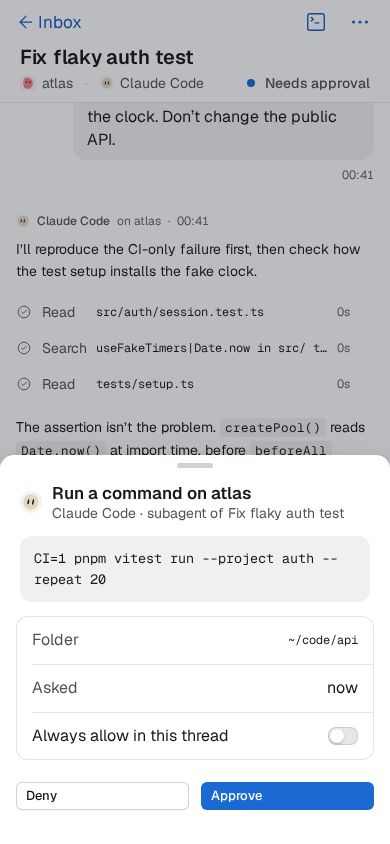 Inbox
Fix flaky auth test
atlas · Claude Code Needs approval
the clock. Don’t change the public
API.
00:41
Claude Code on atlas · 00:41
I’ll reproduce the CI-only failure first, then check how
the test setup installs the fake clock.
Read src/auth/session.test.ts 0s
Search useFakeTimers|Date.now in src/ t… 0s
Read tests/setup.ts 0s
The assertion isn’t the problem. createPool() reads
Date.now() at import time, before beforeAll
Run a command on atlas
Claude Code · subagent of Fix flaky auth test
CI=1 pnpm vitest run --project auth --
repeat 20
Folder ~/code/api
Asked now
Always allow in this thread
Deny Approve